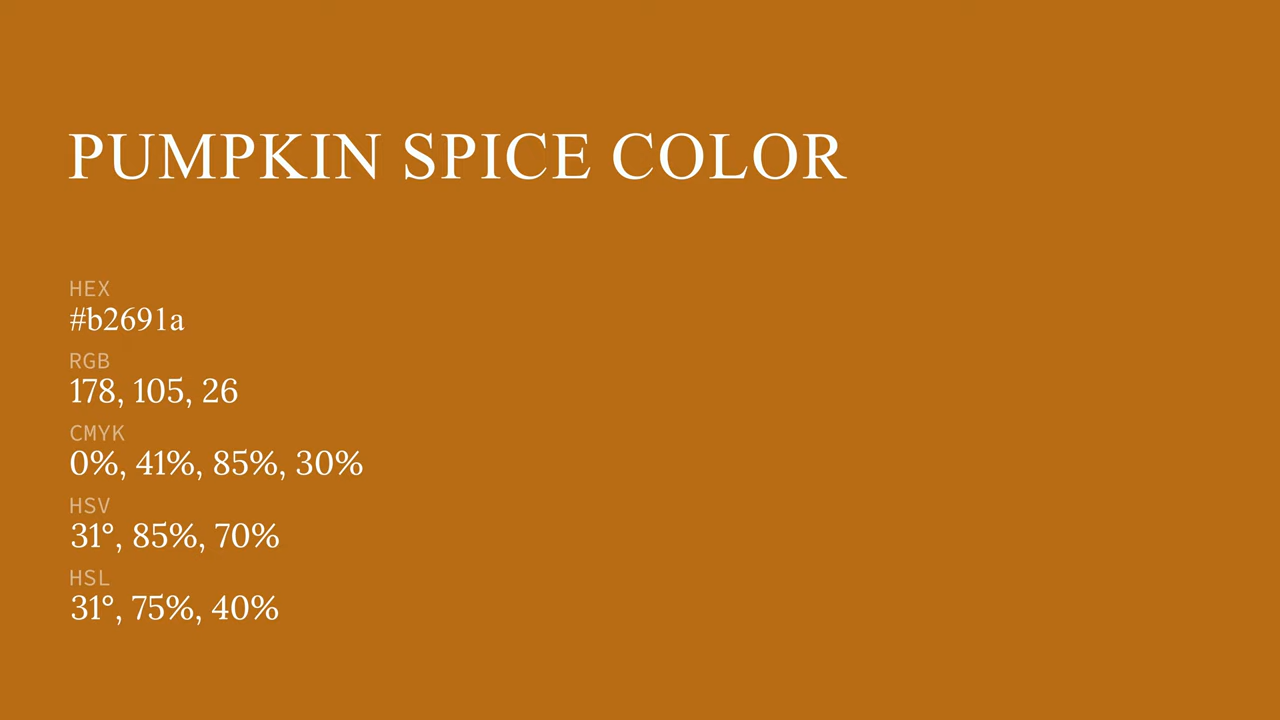 PUMPKIN SPICE COLOR
HEX
#b2691a
RGB
178, 105, 26
CMYK
0%, 41%, 85%, 30%
HSV
31°, 85%, 70%
HSL
31°, 75%, 40%